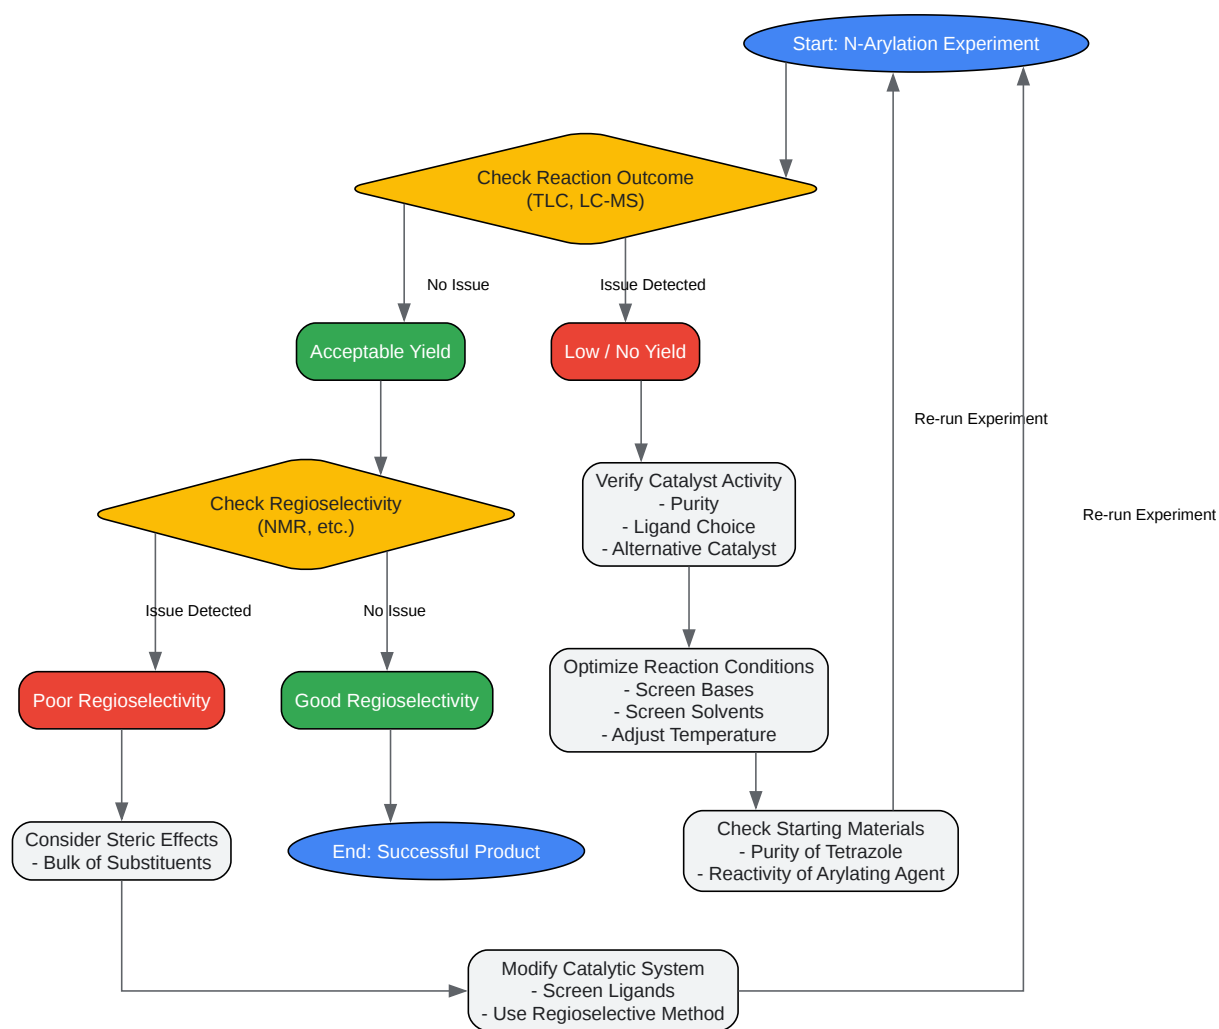 Start: N-Arylation Experiment
Check Reaction Outcome
(TLC, LC-MS)
No Issue
Issue Detected
Acceptable Yield
Low / No Yield
Re-run Experiment
Check Regioselectivity
(NMR, etc.)
Verify Catalyst Activity
- Purity
- Ligand Choice
- Alternative Catalyst
Re-run Experiment
Issue Detected
No Issue
Poor Regioselectivity
Good Regioselectivity
Optimize Reaction Conditions
- Screen Bases
- Screen Solvents
- Adjust Temperature
Consider Steric Effects
- Bulk of Substituents
End: Successful Product
Check Starting Materials
- Purity of Tetrazole
- Reactivity of Arylating Agent
Modify Catalytic System
- Screen Ligands
- Use Regioselective Method